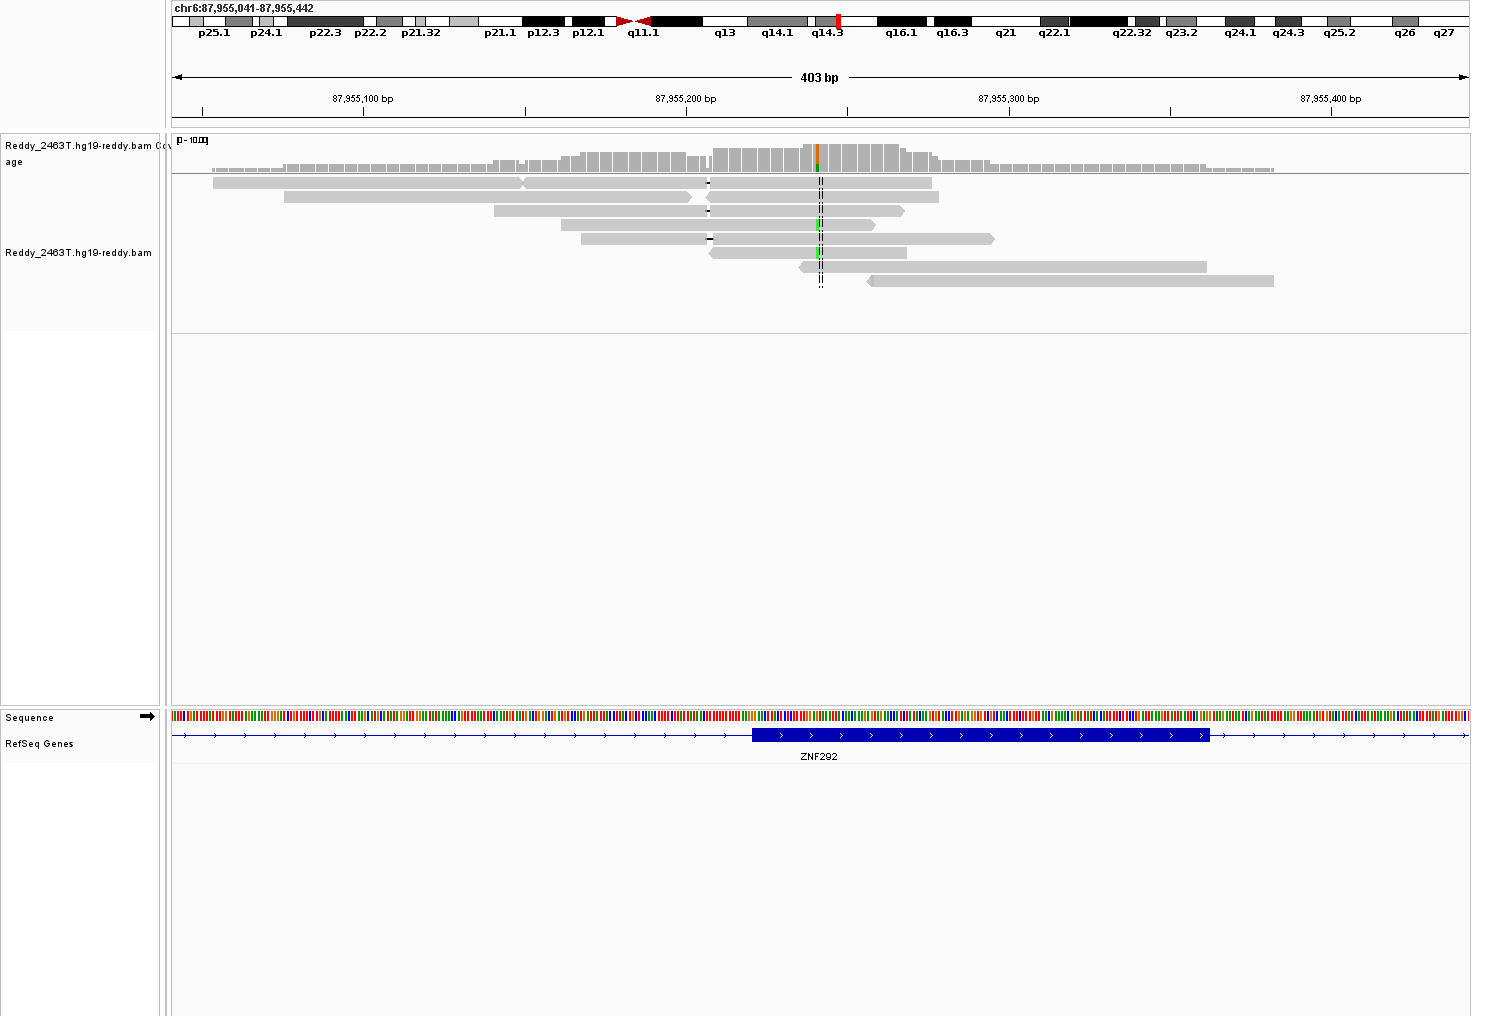 chr6:87,955,041-87,955,442
p25.1 p24.1 p22.3 p22.2 p21.32 p21.1 p12.3 p12.1 q11.1 q13 q14.1 q14.3 q16.1 q16.3 q21 q22.1 q22.32 q23.2 q24.1 q24.3 q25.2 q26 q27
403 bp
87,955,100 bp 87,955,200 bp 87,955,300 bp 87,955,400 bp
Reddy_2463T.hg19-reddy.bam Cov
age
[0 - 10.00]
Reddy_2463T.hg19-reddy.bam
Sequence
RefSeq Genes
ZNF292